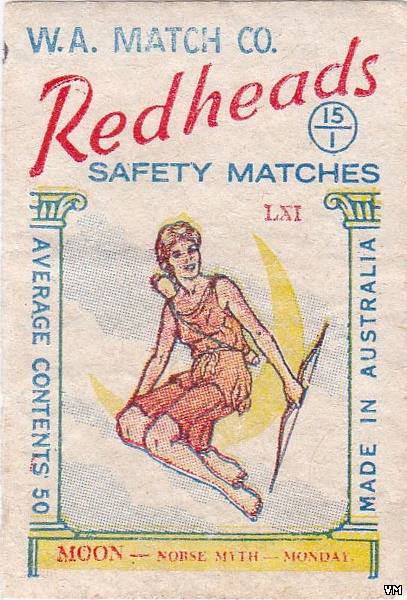 W.A. MATCH CO.
Redheads
15
1
SAFETY MATCHES
LXI
AVERAGE CONTENTS 50
MADE IN AUSTRALIA
MOON — NORSE MYTH — MONDAY.
VM